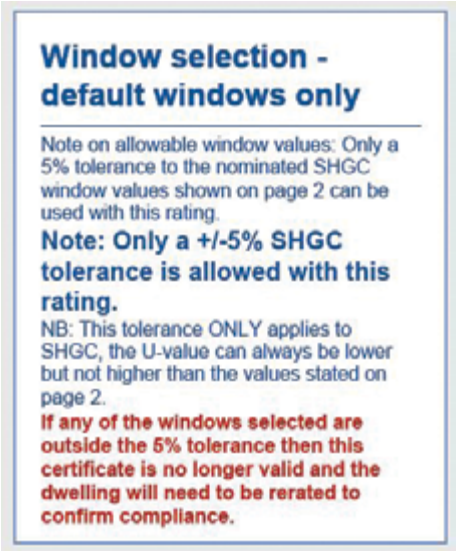 Window selection -
default windows only
Note on allowable window values: Only a
5% tolerance to the nominated SHGC
window values shown on page 2 can be
used with this rating.
Note: Only a +/-5% SHGC
tolerance is allowed with this
rating.
NB: This tolerance ONLY applies to
SHGC, the U-value can always be lower
but not higher than the values stated on
page 2.
If any of the windows selected are
outside the 5% tolerance then this
certificate is no longer valid and the
dwelling will need to be rerated to
confirm compliance.